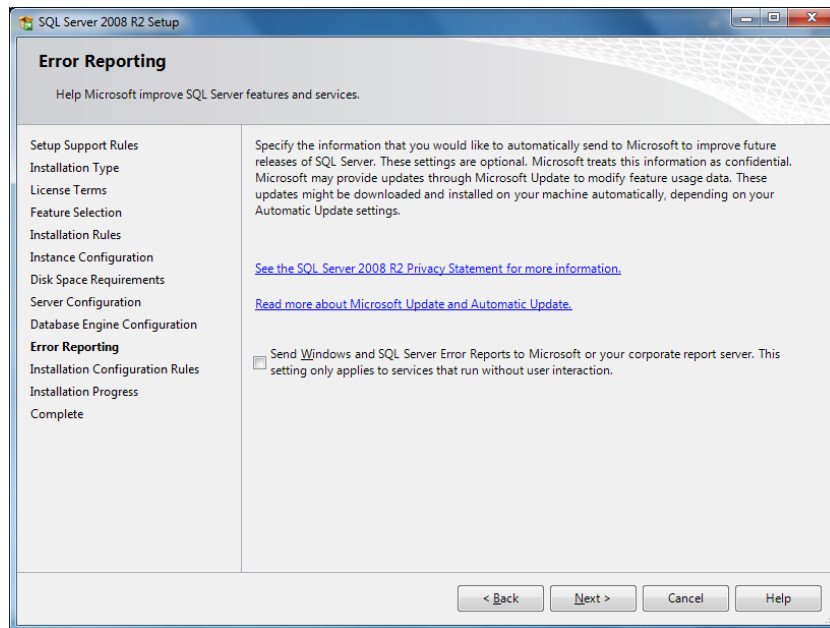 SQL Server 2008 R2 Setup
Error Reporting
Help Microsoft improve SQL Server features and services.
Setup Support Rules
Installation Type
License Terms
Feature Selection
Installation Rules
Instance Configuration
Disk Space Requirements
Server Configuration
Database Engine Configuration
Error Reporting
Installation Configuration Rules
Installation Progress
Complete
Specify the information that you would like to automatically send to Microsoft to improve future
releases of SQL Server. These settings are optional. Microsoft treats this information as confidential.
Microsoft may provide updates through Microsoft Update to modify feature usage data. These
updates might be downloaded and installed on your machine automatically, depending on your
Automatic Update settings.
See the SQL Server 2008 R2 Privacy Statement for more information.
Read more about Microsoft Update and Automatic Update.
Send Windows and SQL Server Error Reports to Microsoft or your corporate report server. This
setting only applies to services that run without user interaction.
< Back
Next >
Cancel
Help